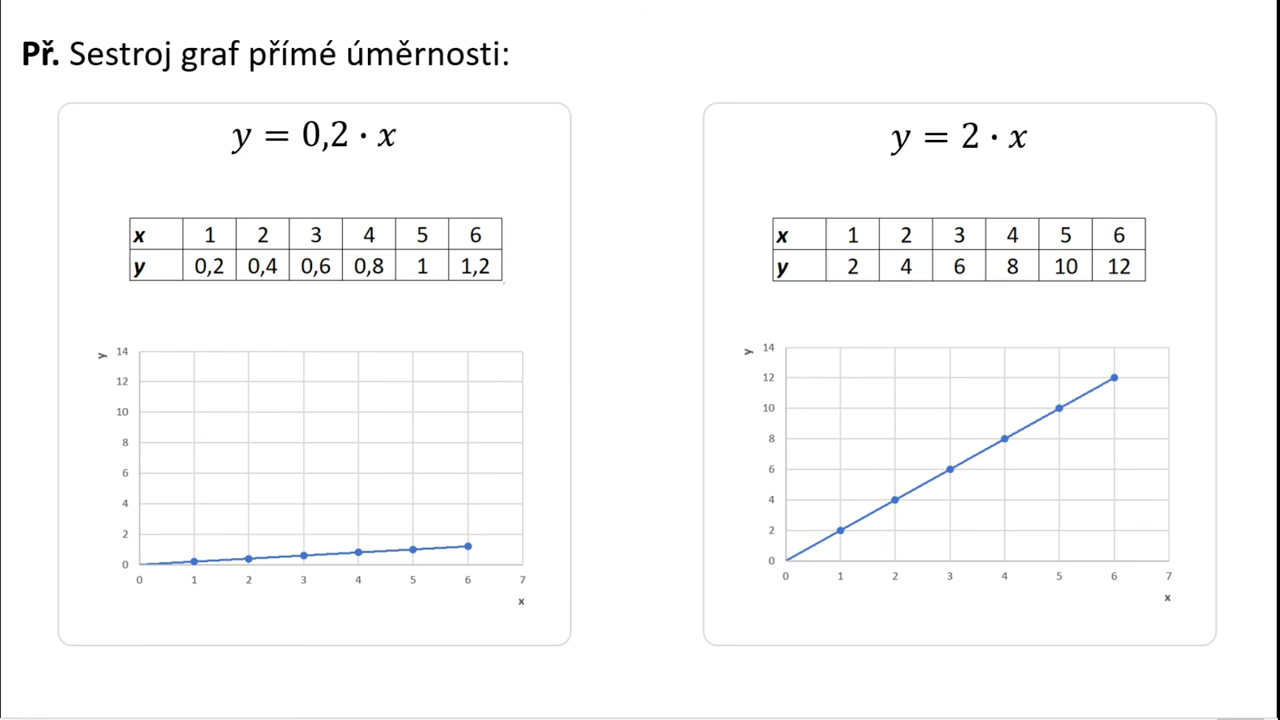 Př. Sestroj graf přímé úměrnosti:
y = 0,2 · x
x 1 2 3 4 5 6
y 0,2 0,4 0,6 0,8 1 1,2
y
14
12
10
8
6
4
2
0
0 1 2 3 4 5 6 7
x
y = 2 · x
x 1 2 3 4 5 6
y 2 4 6 8 10 12
y
14
12
10
8
6
4
2
0
0 1 2 3 4 5 6 7
x